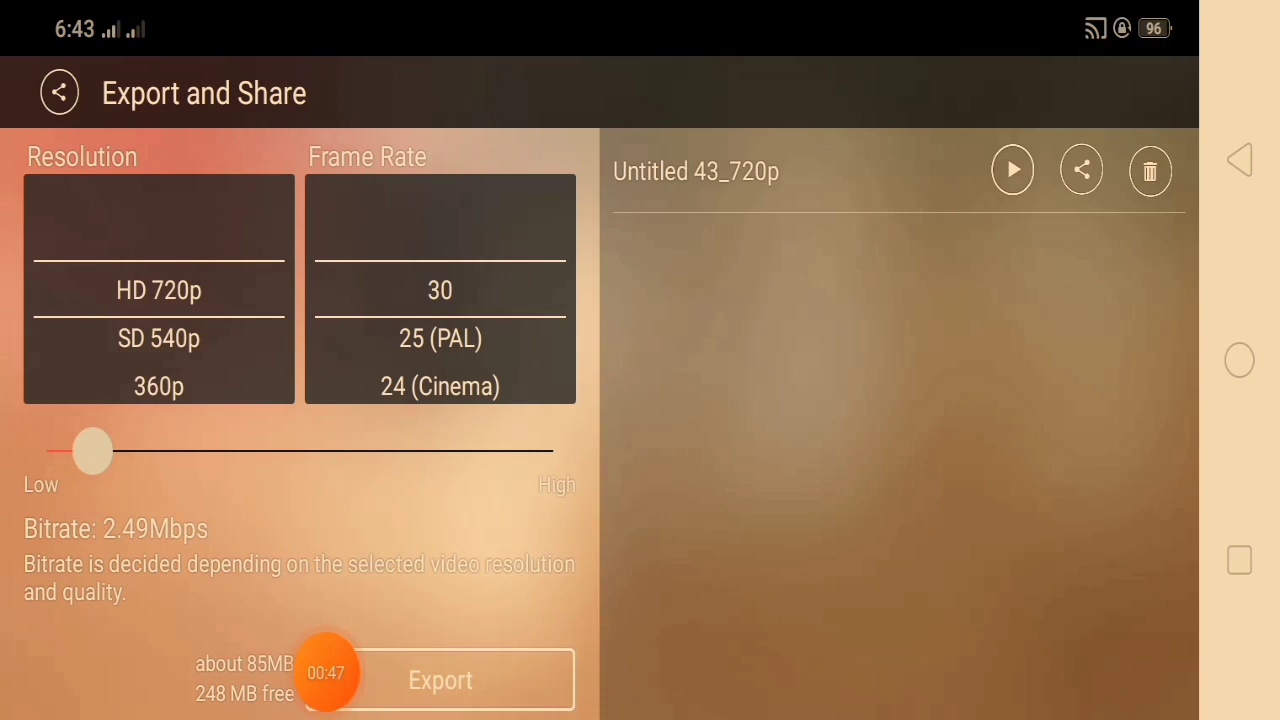 6:43
96
Export and Share
Resolution
Frame Rate
HD 720p
SD 540p
360p
30
25 (PAL)
24 (Cinema)
Low
High
Bitrate: 2.49Mbps
Bitrate is decided depending on the selected video resolution
and quality.
about 85MB
248 MB free
00:47
Export
Untitled 43_720p